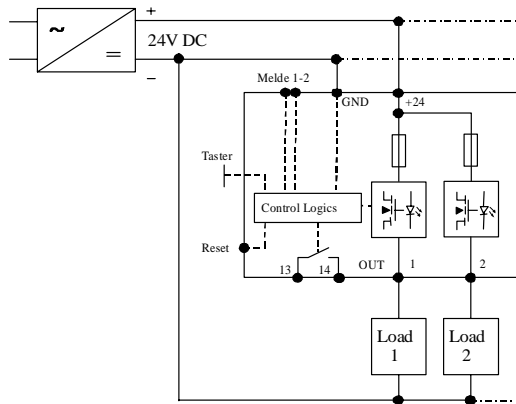 +
~
=
24V DC
−
Melde 1-2
GND
+24
Taster
Control Logics
Reset
13
14
OUT
1
2
Load
1
Load
2